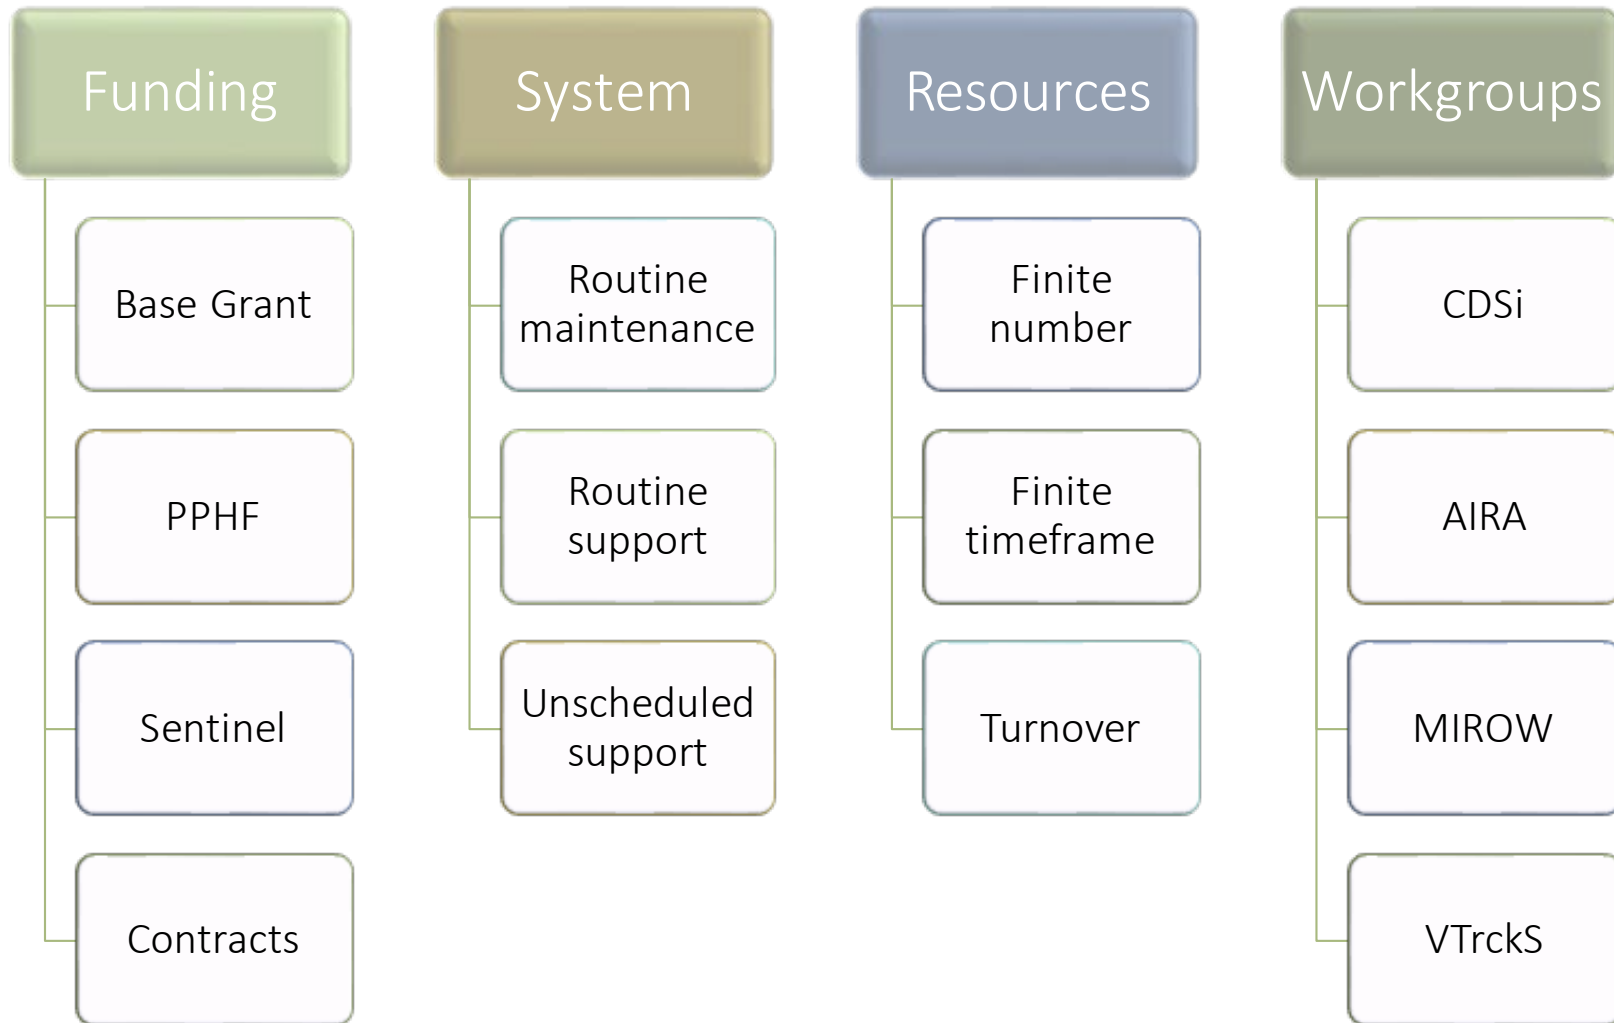 Funding
Base Grant
PPHF
Sentinel
Contracts
System
Routine
maintenance
Routine
support
Unscheduled
support
Resources
Finite
number
Finite
timeframe
Turnover
Workgroups
CDSi
AIRA
MIROW
VTrckS